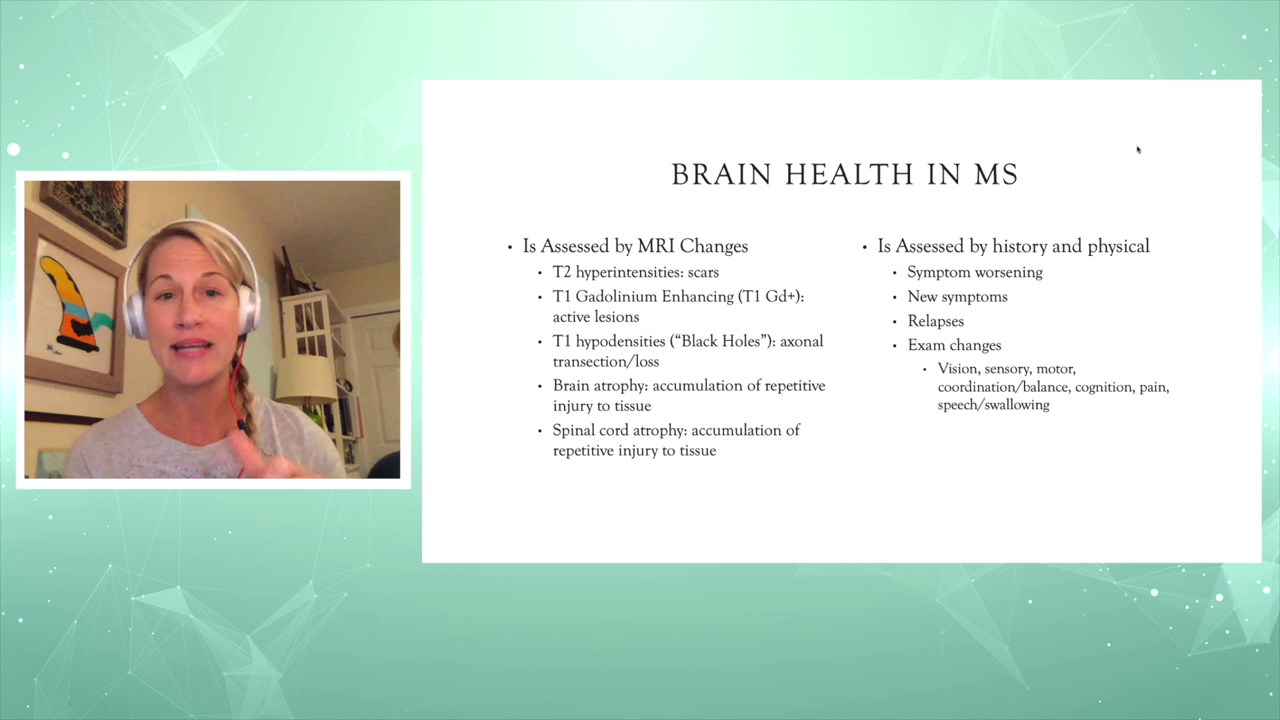 BRAIN HEALTH IN MS
• Is Assessed by MRI Changes
• T2 hyperintensities: scars
• T1 Gadolinium Enhancing (T1 Gd+):
active lesions
• T1 hypodensities (“Black Holes”): axonal
transection/loss
• Brain atrophy: accumulation of repetitive
injury to tissue
• Spinal cord atrophy: accumulation of
repetitive injury to tissue
• Is Assessed by history and physical
• Symptom worsening
• New symptoms
• Relapses
• Exam changes
• Vision, sensory, motor,
coordination/balance, cognition, pain,
speech/swallowing